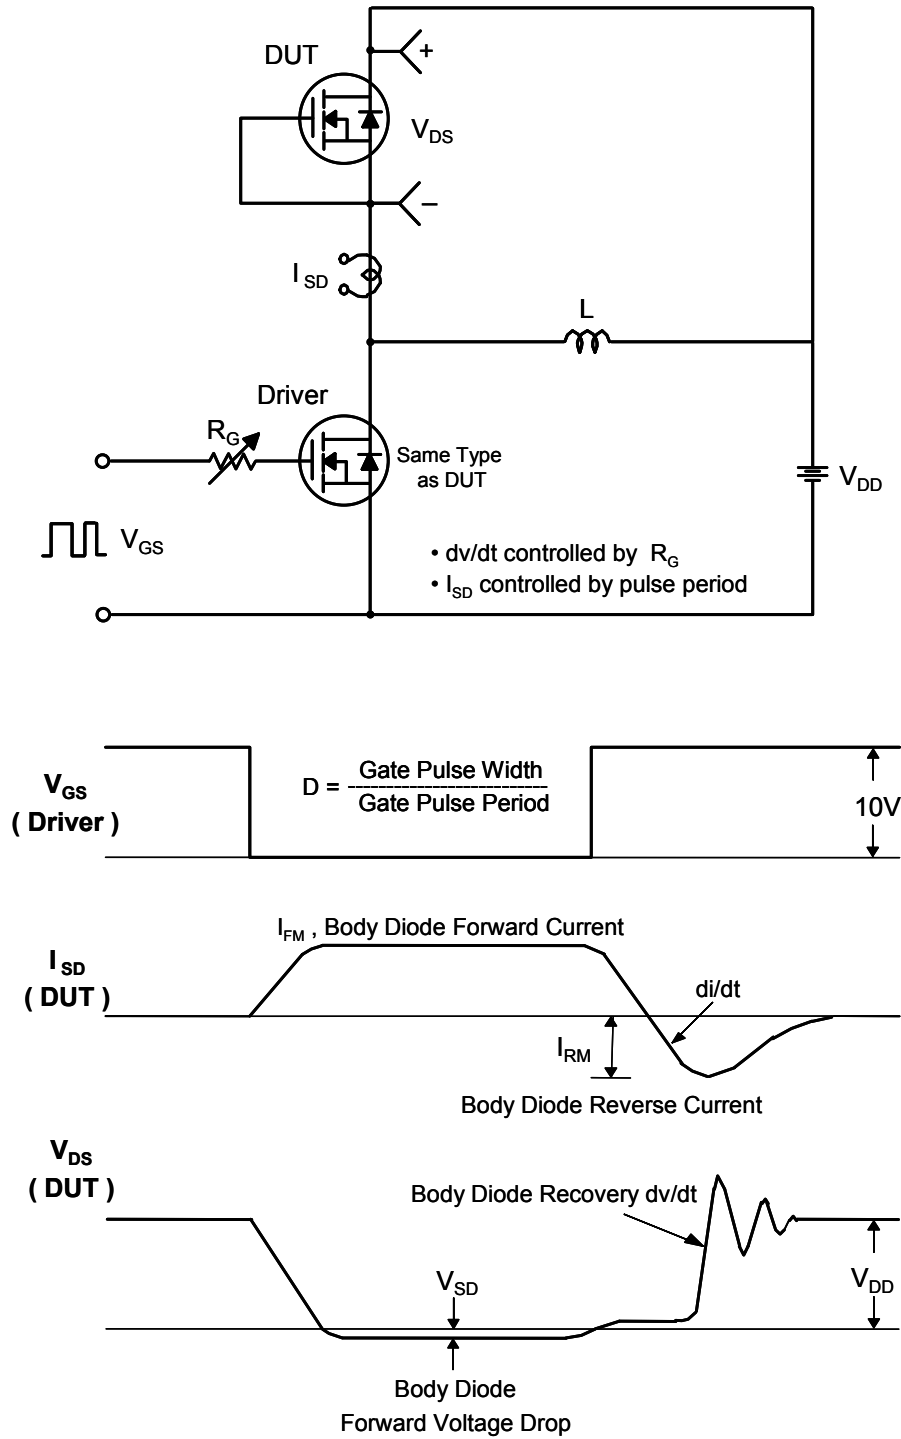 DUT
+
V_DS
−
I_SD
L
Driver
R_G
Same Type
as DUT
V_DD
V_GS
• dv/dt controlled by R_G
• I_SD controlled by pulse period
V_GS
( Driver )
D = Gate Pulse Width
Gate Pulse Period
10V
I_FM , Body Diode Forward Current
I_SD
( DUT )
di/dt
I_RM
Body Diode Reverse Current
V_DS
( DUT )
Body Diode Recovery dv/dt
V_SD
V_DD
Body Diode
Forward Voltage Drop